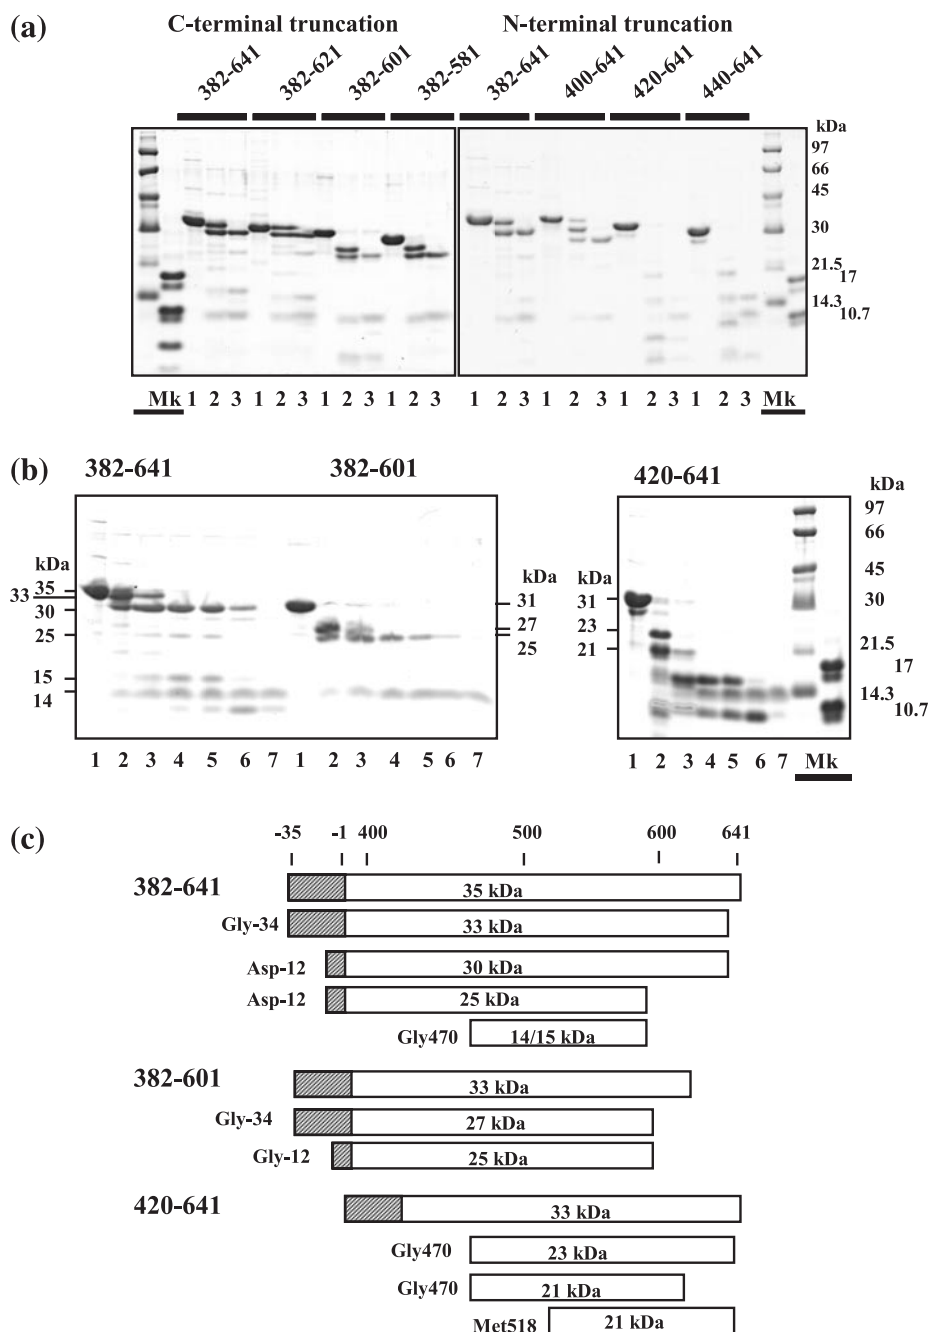 (a)
C-terminal truncation N-terminal truncation
382-641 382-621 382-601 382-581 382-641 400-641 420-641 440-641
kDa
97
66
45
30
21.5
17
14.3
10.7
Mk 1 2 3 1 2 3 1 2 3 1 2 3 1 2 3 1 2 3 1 2 3 1 2 3 Mk
(b)
382-641 382-601 420-641
kDa
35
33
30
25
15
14
kDa
31
27
25
kDa
31
23
21
kDa
97
66
45
30
21.5
17
14.3
10.7
1 2 3 4 5 6 7 1 2 3 4 5 6 7 1 2 3 4 5 6 7 Mk
(c)
-35 -1 400 500 600 641
382-641 35 kDa
Gly-34 33 kDa
Asp-12 30 kDa
Asp-12 25 kDa
Gly470 14/15 kDa
382-601 33 kDa
Gly-34 27 kDa
Gly-12 25 kDa
420-641 33 kDa
Gly470 23 kDa
Gly470 21 kDa
Met518 21 kDa